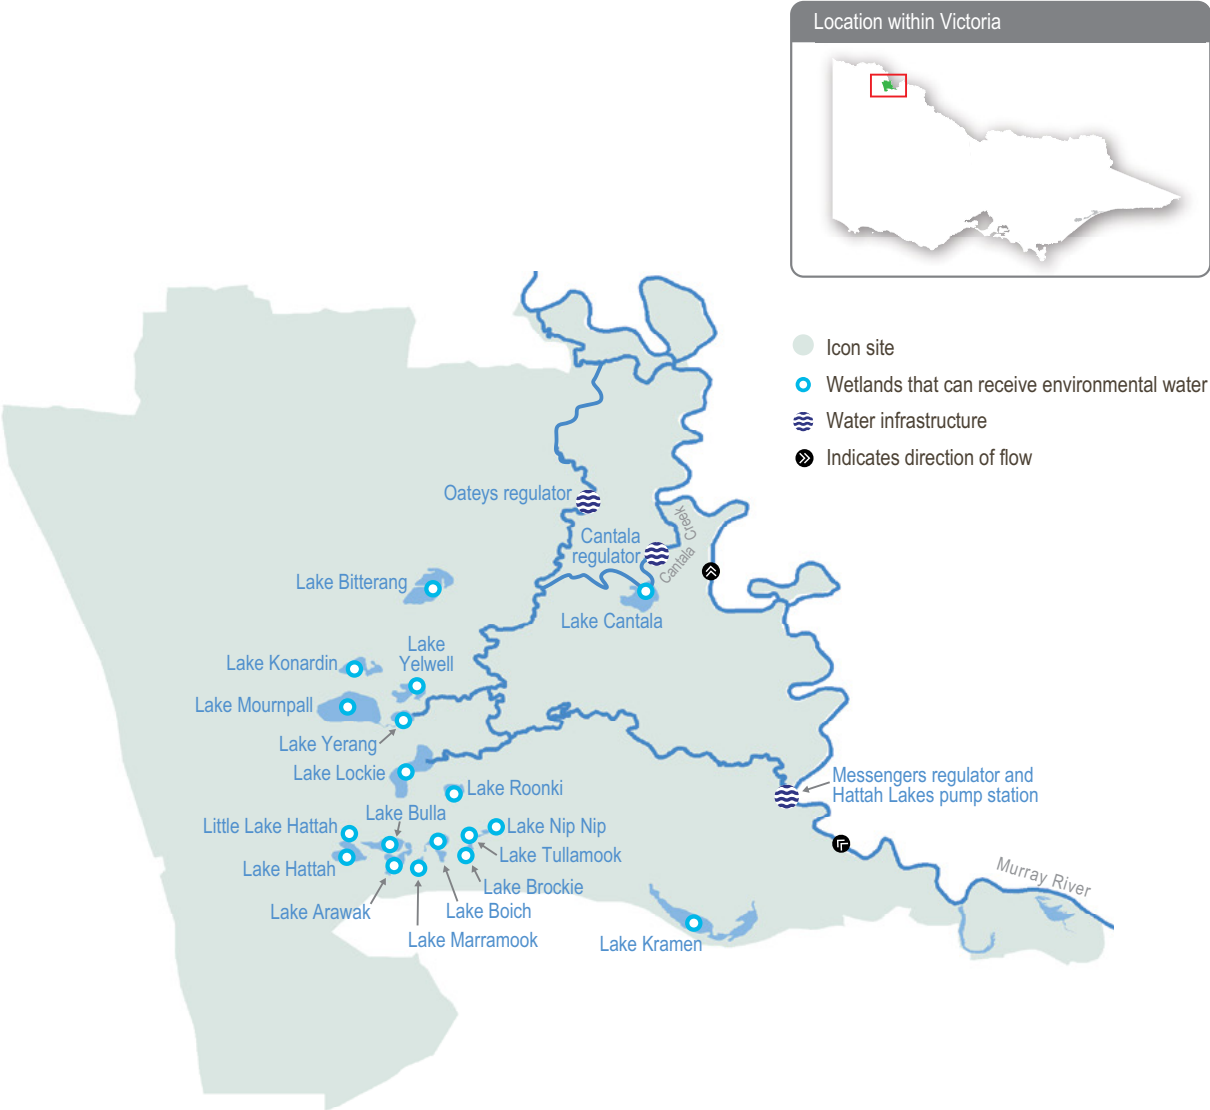 Location within Victoria
Icon site
Wetlands that can receive environmental water
Water infrastructure
Indicates direction of flow
Oateys regulator
Cantala
regulator
Cantala Creek
Lake Bitterang
Lake Cantala
Lake
Yelwell
Lake Konardin
Lake Mournpall
Lake Yerang
Lake Lockie
Messengers regulator and
Hattah Lakes pump station
Lake Roonki
Lake Bulla
Little Lake Hattah
Lake Nip Nip
Lake Hattah
Lake Tullamook
Lake Brockie
Lake Arawak
Lake Boich
Lake Marramook
Lake Kramen
Murray River